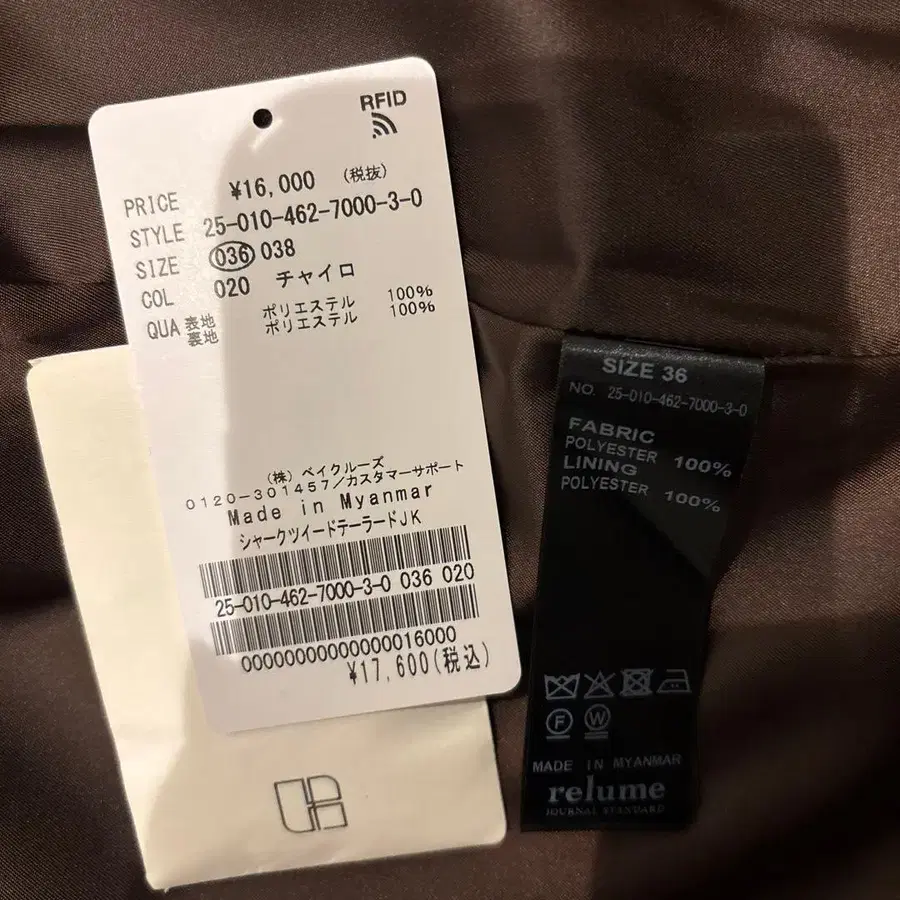 RFID
PRICE ¥16,000 (税抜)
STYLE 25-010-462-7000-3-0
SIZE 036 038
COL 020 チャイロ
QUA 表地 ポリエステル 100%
裏地 ポリエステル 100%
(株) ベイクルーズ
0120-301457/カスタマーサポート
Made in Myanmar
シャークツイードテーラードJK
25-010-462-7000-3-0 036 020
000000000000000016000
¥17,600(税込)
SIZE 36
NO. 25-010-462-7000-3-0
FABRIC
POLYESTER 100%
LINING
POLYESTER 100%
F W
MADE IN MYANMAR
relume
JOURNAL STANDARD